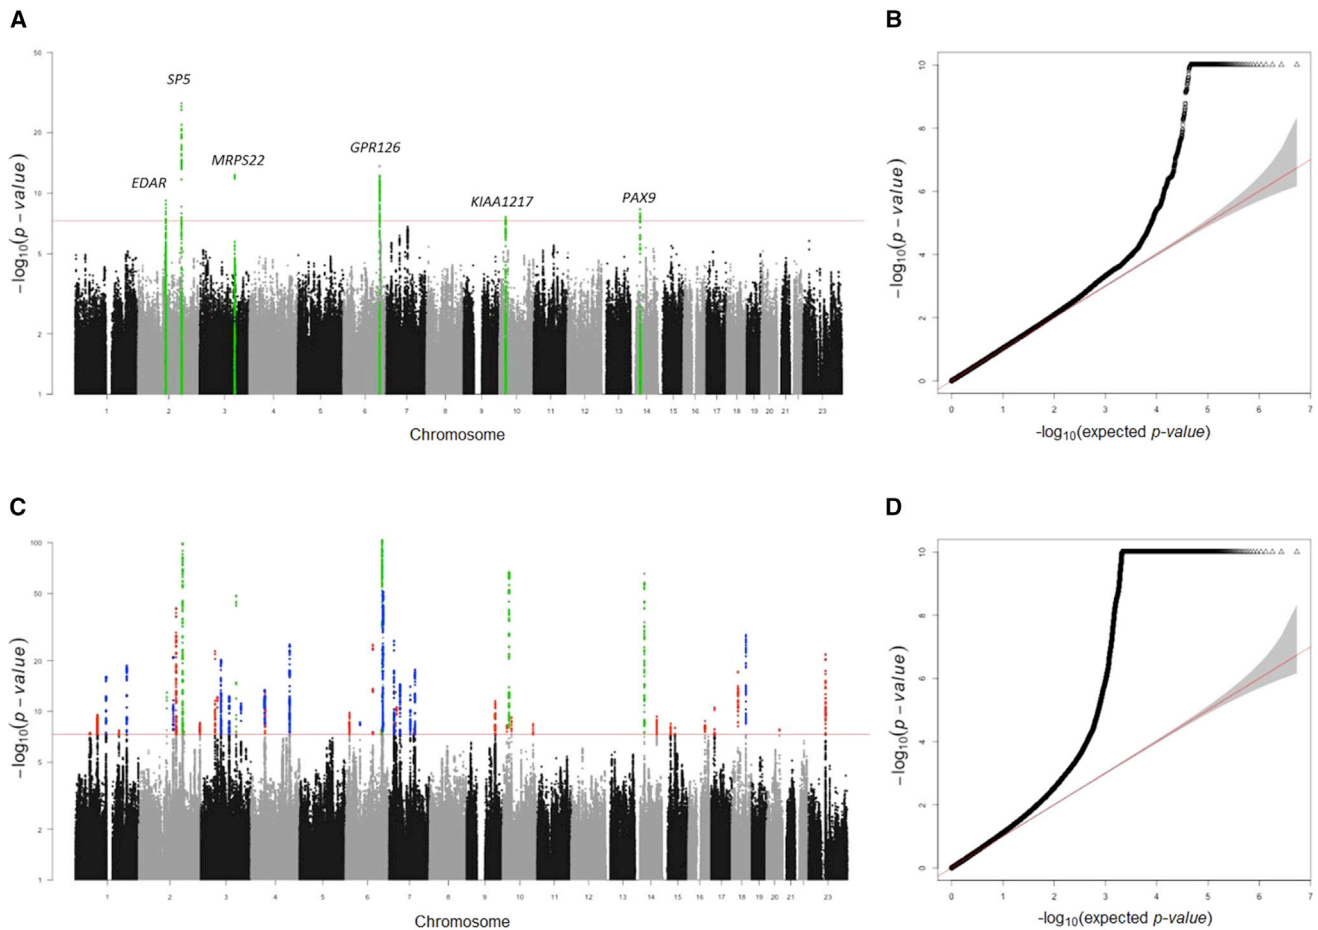 A
50
20
10
5
2
1
−log10(p − value)
SP5
EDAR
MRPS22
GPR126
KIAA1217
PAX9
1 2 3 4 5 6 7 8 9 10 11 12 13 14 15 16 17 18 19 20 21 23
Chromosome
B
10
8
6
4
2
0
−log10(p − value)
0 1 2 3 4 5 6 7
-log10(expected p-value)
C
100
50
20
10
5
2
1
−log10(p − value)
1 2 3 4 5 6 7 8 9 10 11 12 13 14 15 16 17 18 19 20 21 23
Chromosome
D
10
8
6
4
2
0
−log10(p − value)
0 1 2 3 4 5 6 7
-log10(expected p-value)